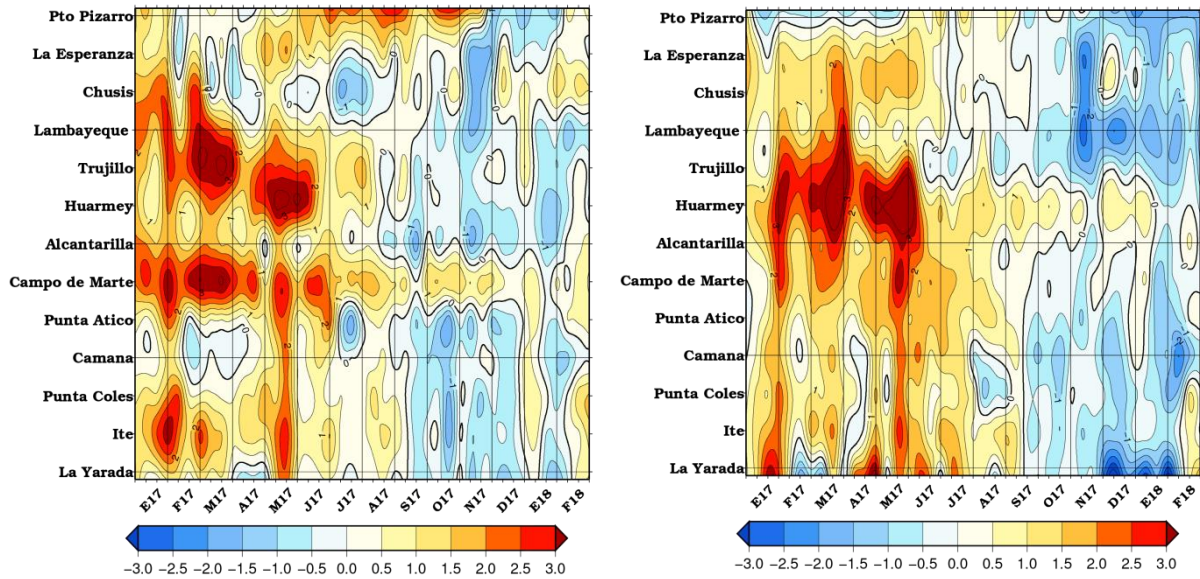 Pto Pizarro
La Esperanza
Chusis
Lambayeque
Trujillo
Huarmey
Alcantarilla
Campo de Marte
Punta Atico
Camana
Punta Coles
Ite
La Yarada
E17 F17 M17 A17 M17 J17 J17 A17 S17 O17 N17 D17 E18 F18
−3.0 −2.5 −2.0 −1.5 −1.0 −0.5 0.0 0.5 1.0 1.5 2.0 2.5 3.0
Pto Pizarro
La Esperanza
Chusis
Lambayeque
Trujillo
Huarmey
Alcantarilla
Campo de Marte
Punta Atico
Camana
Punta Coles
Ite
La Yarada
E17 F17 M17 A17 M17 J17 J17 A17 S17 O17 N17 D17 E18 F18
−3.0 −2.5 −2.0 −1.5 −1.0 −0.5 0.0 0.5 1.0 1.5 2.0 2.5 3.0